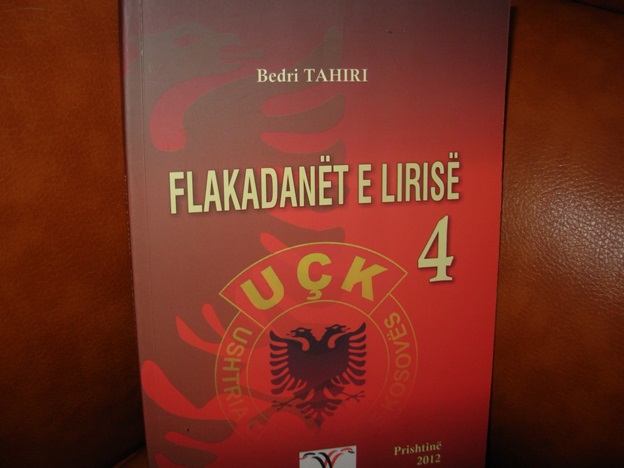 Bedri TAHIRI
FLAKADANËT E LIRISË
4
UÇK
USHTRIA
KOSOVËS
Prishtinë
2012